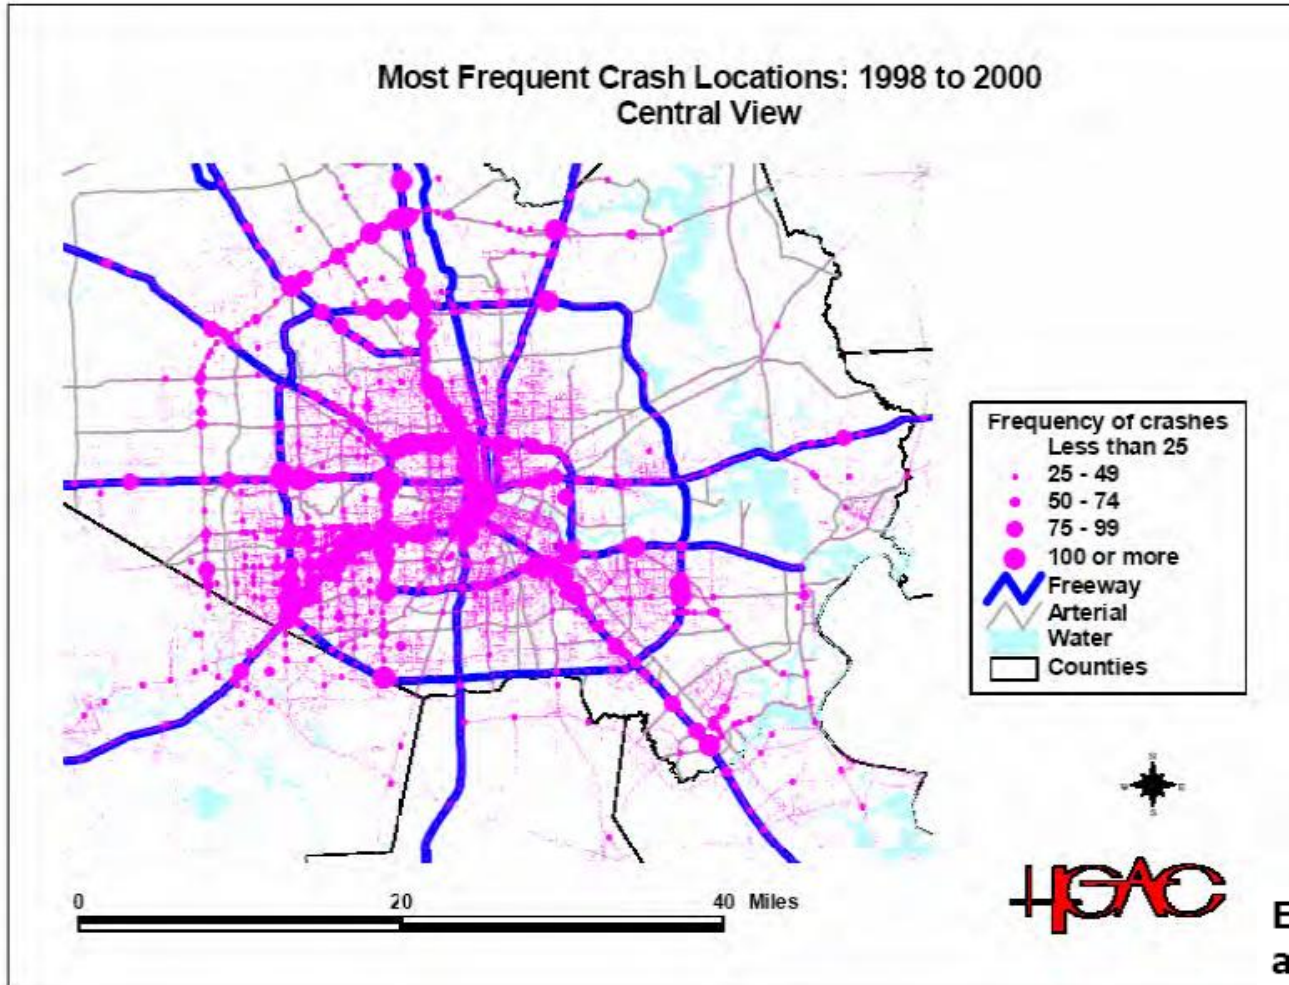 Most Frequent Crash Locations: 1998 to 2000
Central View
Frequency of crashes
Less than 25
25 - 49
50 - 74
75 - 99
100 or more
Freeway
Arterial
Water
Counties
N
W E
S
0 20 40 Miles
HGAC
E
a